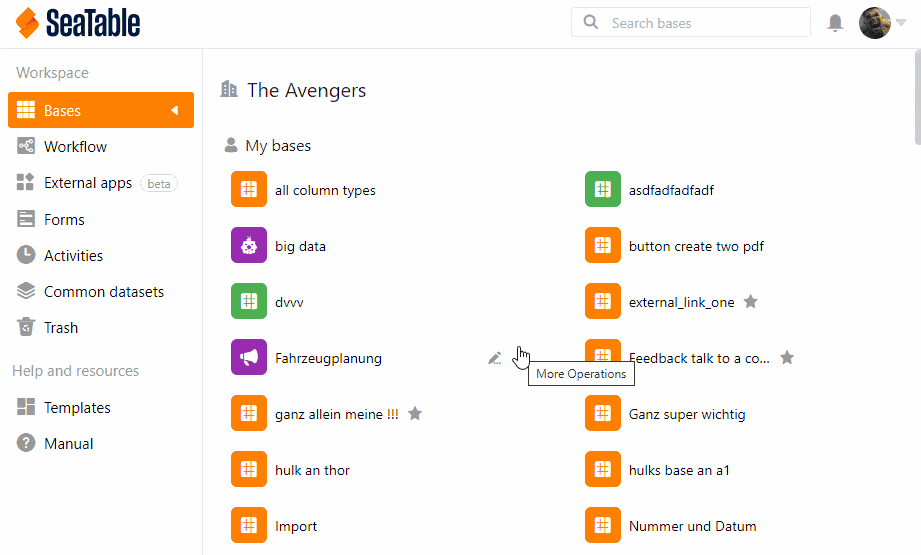 SeaTable
Search bases
Workspace
Bases
Workflow
External apps beta
Forms
Activities
Common datasets
Trash
Help and resources
Templates
Manual
The Avengers
My bases
all column types
asdfadfadfadf
big data
button create two pdf
dvvv
external_link_one
Fahrzeugplanung
Feedback talk to a co...
More Operations
ganz allein meine !!!
Ganz super wichtig
hulk an thor
hulks base an a1
Import
Nummer und Datum